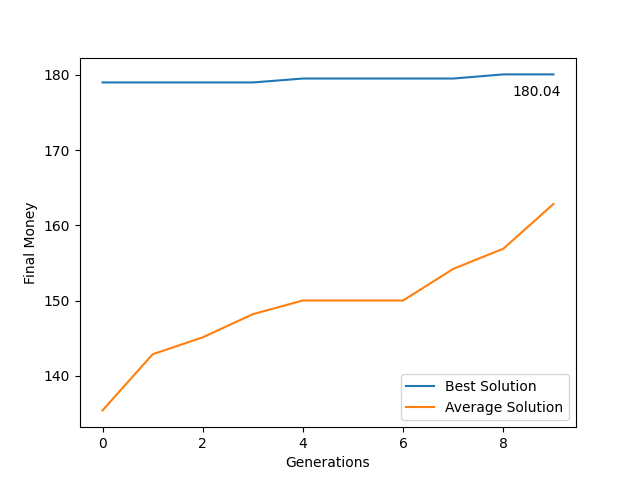 180
170
160
150
140
Final Money
180.04
Best Solution
Average Solution
0 2 4 6 8
Generations